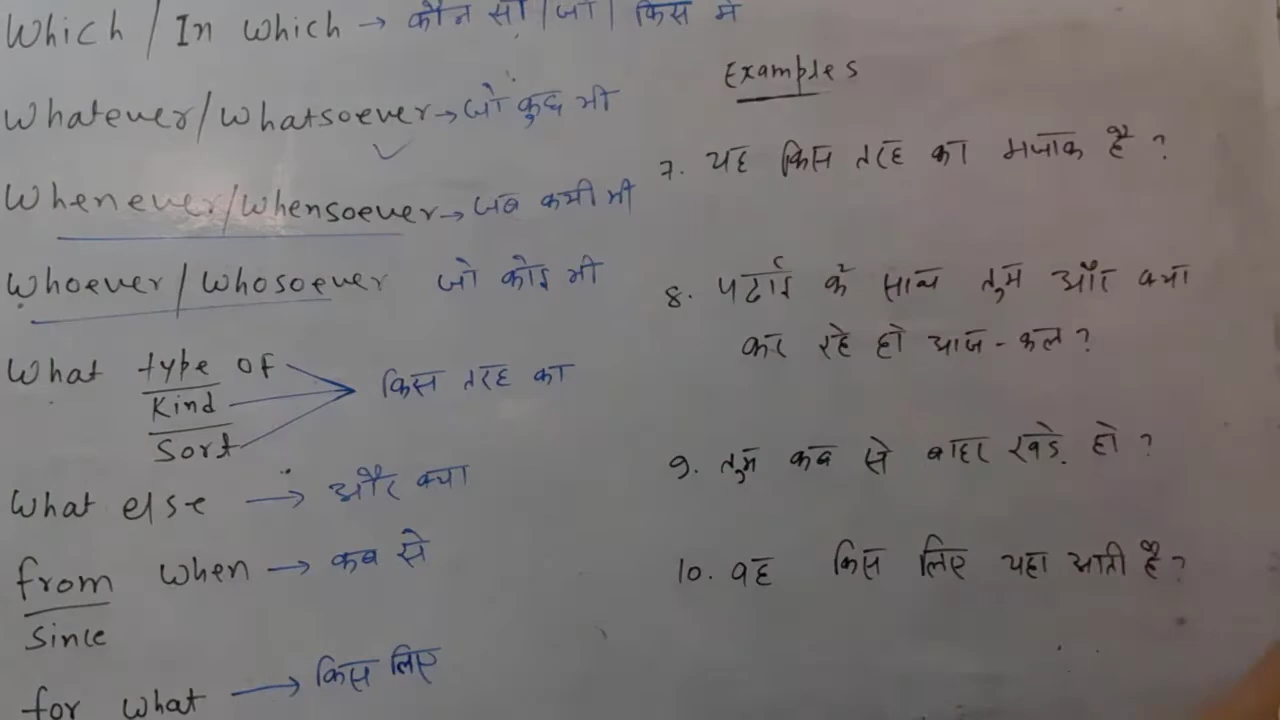 Which / In which → कौन सा / जो / किस में
Whatever/Whatsoever → जो कुछ भी
Whenever/Whensoever → जब कभी भी
Whoever / Whosoever जो कोई भी
What type of
Kind
Sort
किस तरह का
What else → और क्या
from when → कब से
Since
for what → किस लिए
Examples
7. यह किस तरह का मजाक है ?
8. पढाई के साथ तुम और क्या
कर रहे हो आज-कल ?
9. तुम कब से बाहर खड़े हो ?
10. वह किस लिए यहा आती है ?